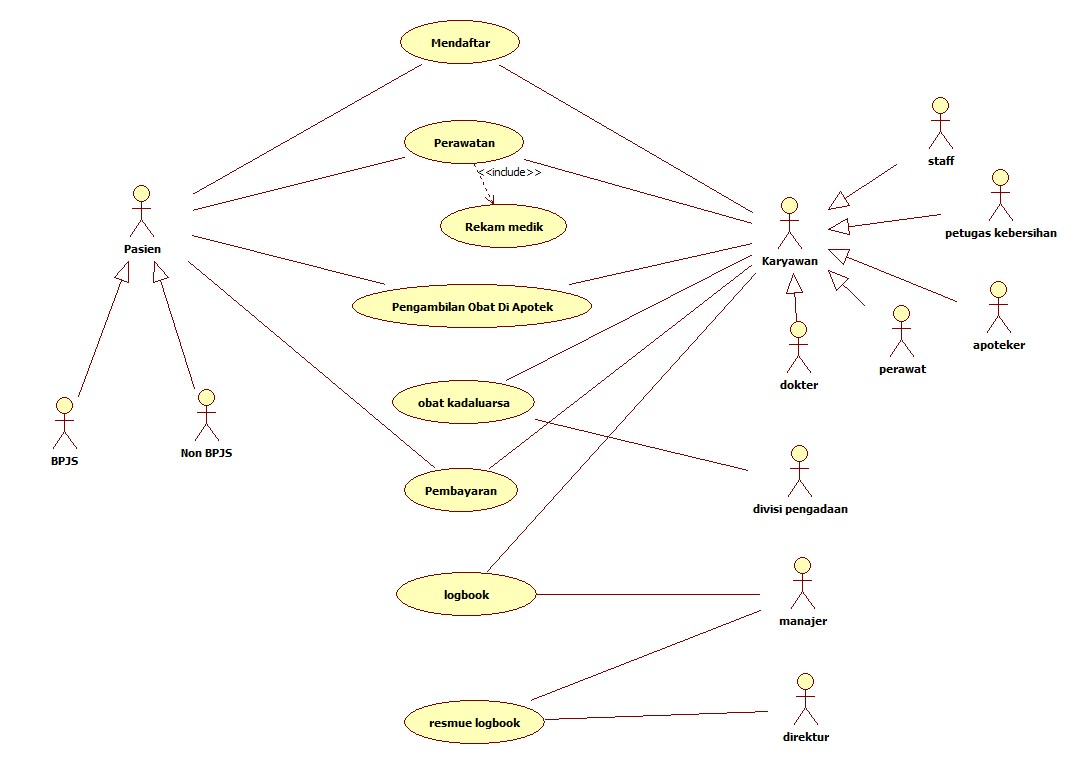 Mendaftar
Perawatan
<<include>>
Rekam medik
Pasien
Pengambilan Obat Di Apotek
obat kadaluarsa
Pembayaran
logbook
resmue logbook
BPJS
Non BPJS
Karyawan
staff
petugas kebersihan
apoteker
perawat
dokter
divisi pengadaan
manajer
direktur